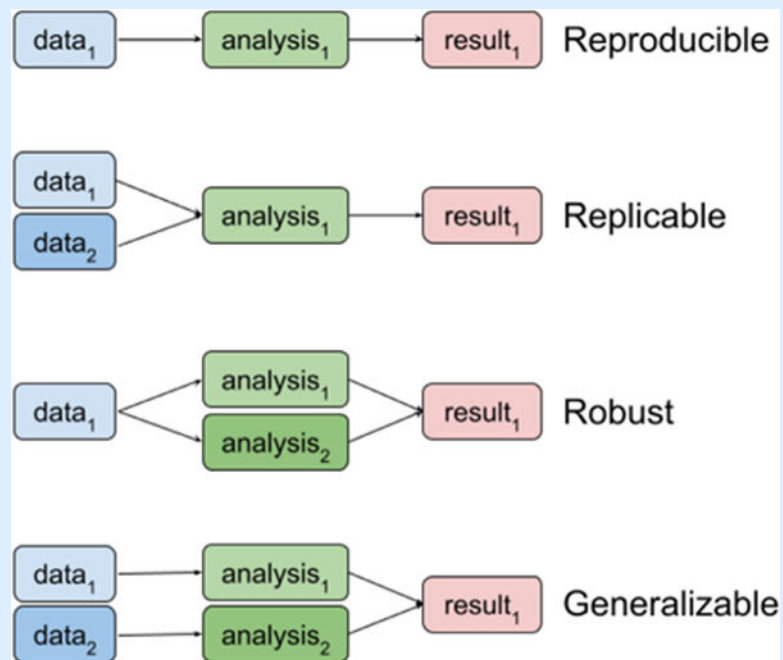 data₁ analysis₁ result₁ Reproducible
data₁
data₂
analysis₁ result₁ Replicable
data₁
analysis₁
analysis₂
result₁ Robust
data₁ analysis₁
data₂ analysis₂
result₁ Generalizable